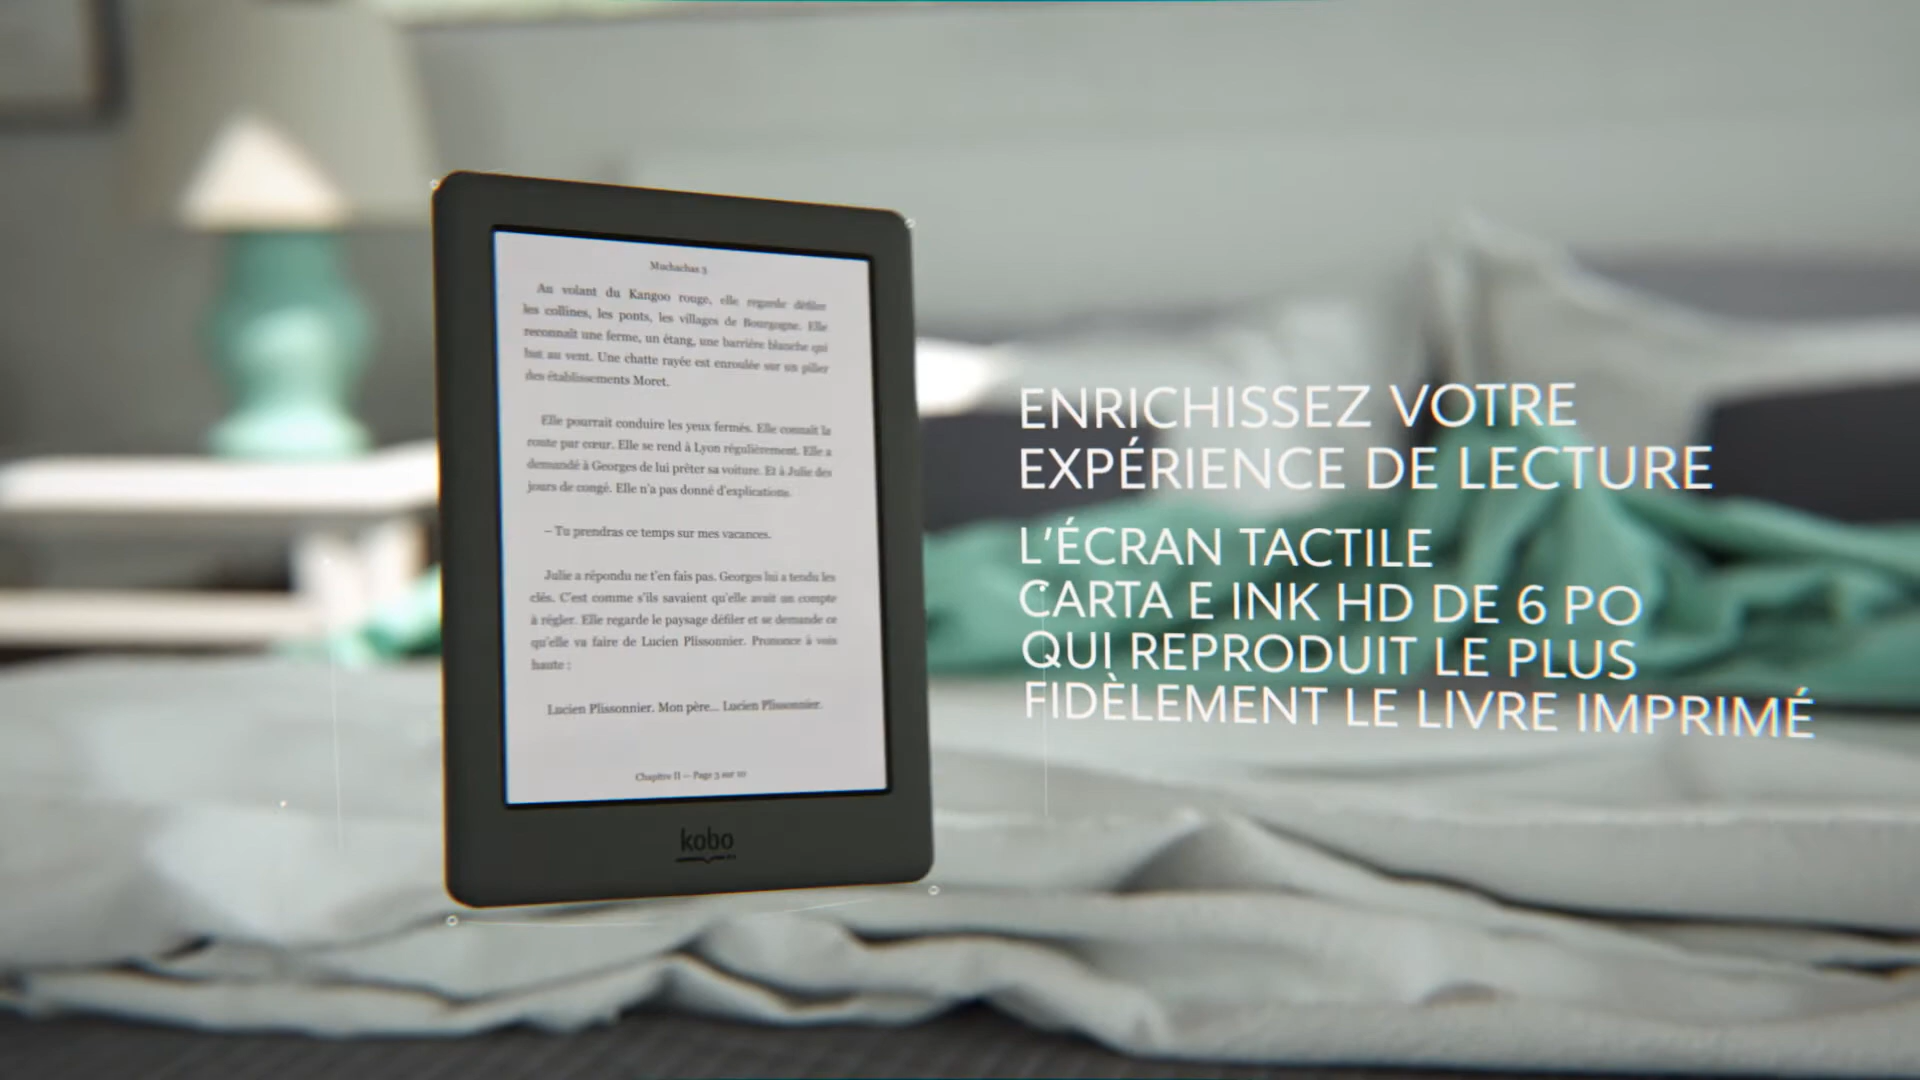 Muchachas 3
Au volant du Kangoo rouge, elle regarde défiler
les collines, les ponts, les villages de Bourgogne. Elle
reconnaît une ferme, un étang, une barrière blanche qui
bat au vent. Une chatte rayée est enroulée sur un pilier
des établissements Moret.
Elle pourrait conduire les yeux fermés. Elle connaît la
route par cœur. Elle se rend à Lyon régulièrement. Elle a
demandé à Georges de lui prêter sa voiture. Et à Julie des
jours de congé. Elle n'a pas donné d'explications.
– Tu prendras ce temps sur mes vacances.
Julie a répondu ne t'en fais pas. Georges lui a tendu les
clés. C'est comme s'ils savaient qu'elle avait un compte
à régler. Elle regarde le paysage défiler et se demande ce
qu'elle va faire de Lucien Plissonnier. Prononce à voix
haute :
Lucien Plissonnier. Mon père... Lucien Plissonnier.
Chapitre II – Page 3 sur 10
kobo
ENRICHISSEZ VOTRE
EXPÉRIENCE DE LECTURE
L'ÉCRAN TACTILE
CARTA E INK HD DE 6 PO
QUI REPRODUIT LE PLUS
FIDÈLEMENT LE LIVRE IMPRIMÉ